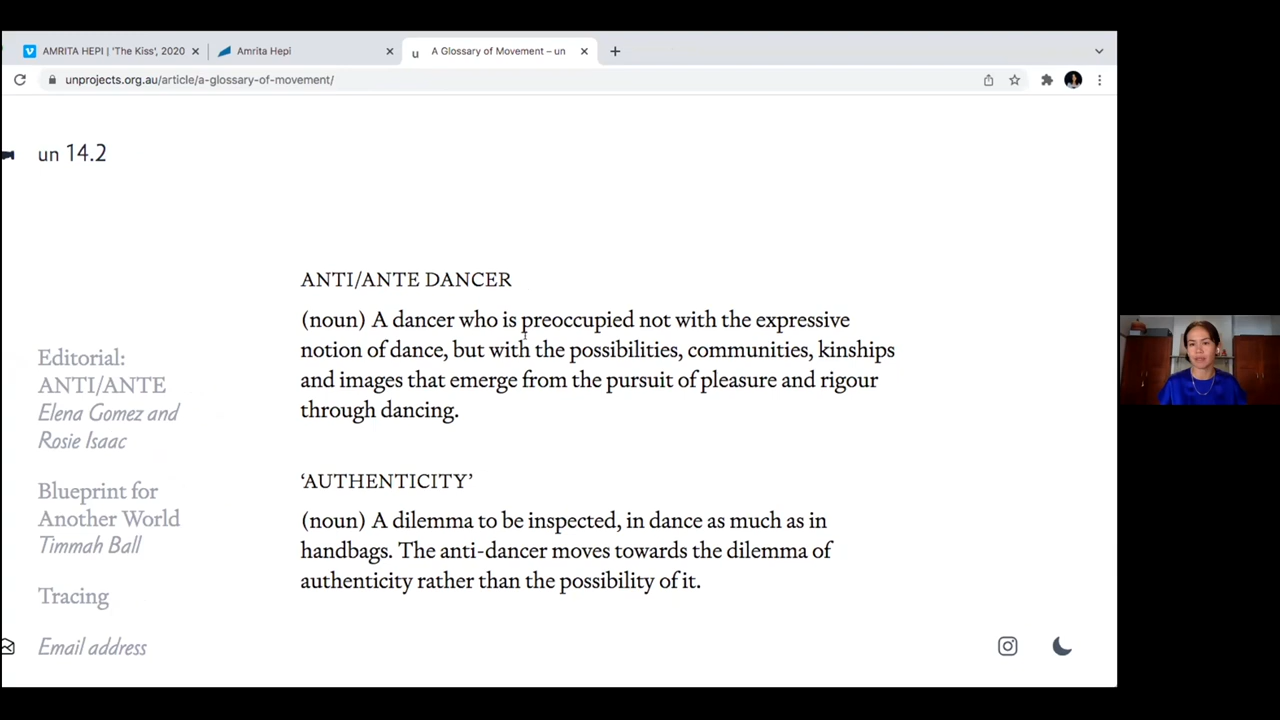 AMRITA HEPI | 'The Kiss', 2020
Amrita Hepi
A Glossary of Movement – un
unprojects.org.au/article/a-glossary-of-movement/
un 14.2
ANTI/ANTE DANCER
(noun) A dancer who is preoccupied not with the expressive
notion of dance, but with the possibilities, communities, kinships
and images that emerge from the pursuit of pleasure and rigour
through dancing.
‘AUTHENTICITY’
(noun) A dilemma to be inspected, in dance as much as in
handbags. The anti-dancer moves towards the dilemma of
authenticity rather than the possibility of it.
Editorial:
ANTI/ANTE
Elena Gomez and
Rosie Isaac
Blueprint for
Another World
Timmah Ball
Tracing
Email address